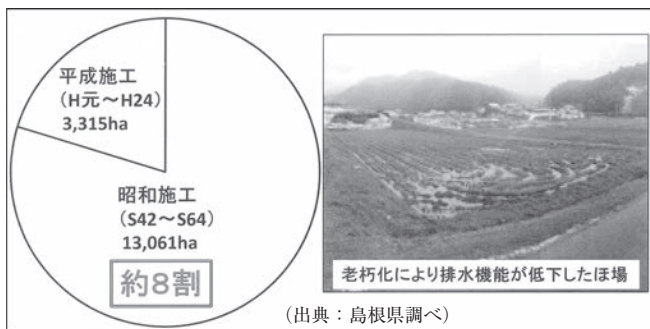 平成施工
(H元～H24)
3,315ha
昭和施工
(S42～S64)
13,061ha
約8割
老朽化により排水機能が低下したほ場
(出典：島根県調べ)